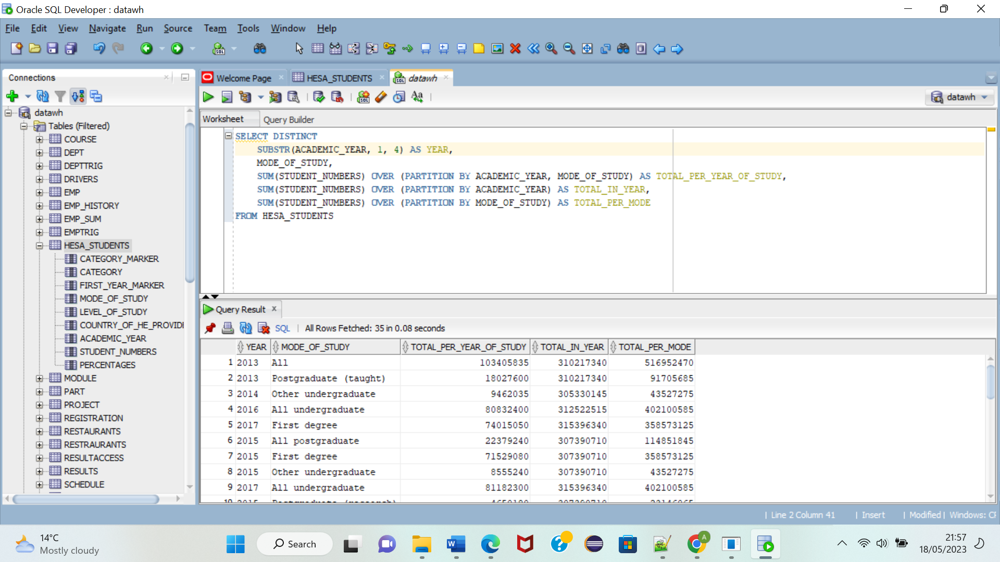 Oracle SQL Developer : datawh
File Edit View Navigate Run Source Team Tools Window Help
Connections
datawh
Tables (Filtered)
COURSE
DEPT
DEPTTRIG
DRIVERS
EMP
EMP_HISTORY
EMP_SUM
EMPTRIG
HESA_STUDENTS
CATEGORY_MARKER
CATEGORY
FIRST_YEAR_MARKER
MODE_OF_STUDY
LEVEL_OF_STUDY
COUNTRY_OF_HE_PROVIDE
ACADEMIC_YEAR
STUDENT_NUMBERS
PERCENTAGES
MODULE
PART
PROJECT
REGISTRATION
RESTAURANTS
RESTRAURANTS
RESULTACCESS
RESULTS
SCHEDULE
Welcome Page HESA_STUDENTS datawh
datawh
Worksheet Query Builder
SELECT DISTINCT
SUBSTR(ACADEMIC_YEAR, 1, 4) AS YEAR,
MODE_OF_STUDY,
SUM(STUDENT_NUMBERS) OVER (PARTITION BY ACADEMIC_YEAR, MODE_OF_STUDY) AS TOTAL_PER_YEAR_OF_STUDY,
SUM(STUDENT_NUMBERS) OVER (PARTITION BY ACADEMIC_YEAR) AS TOTAL_IN_YEAR,
SUM(STUDENT_NUMBERS) OVER (PARTITION BY MODE_OF_STUDY) AS TOTAL_PER_MODE
FROM HESA_STUDENTS
Query Result
SQL | All Rows Fetched: 35 in 0.08 seconds
YEAR MODE_OF_STUDY TOTAL_PER_YEAR_OF_STUDY TOTAL_IN_YEAR TOTAL_PER_MODE
1 2013 All 103405835 310217340 516952470
2 2013 Postgraduate (taught) 18027600 310217340 91705685
3 2014 Other undergraduate 9462035 305330145 43527275
4 2016 All undergraduate 80832400 312522515 402100585
5 2017 First degree 74015050 315396340 358573125
6 2015 All postgraduate 22379240 307390710 114851845
7 2015 First degree 71529080 307390710 358573125
8 2015 Other undergraduate 8555240 307390710 43527275
9 2017 All undergraduate 81182300 315396340 402100585
| Line 2 Column 41 | Insert | Modified | Windows: CR
14°C
Mostly cloudy
Search
21:57
18/05/2023